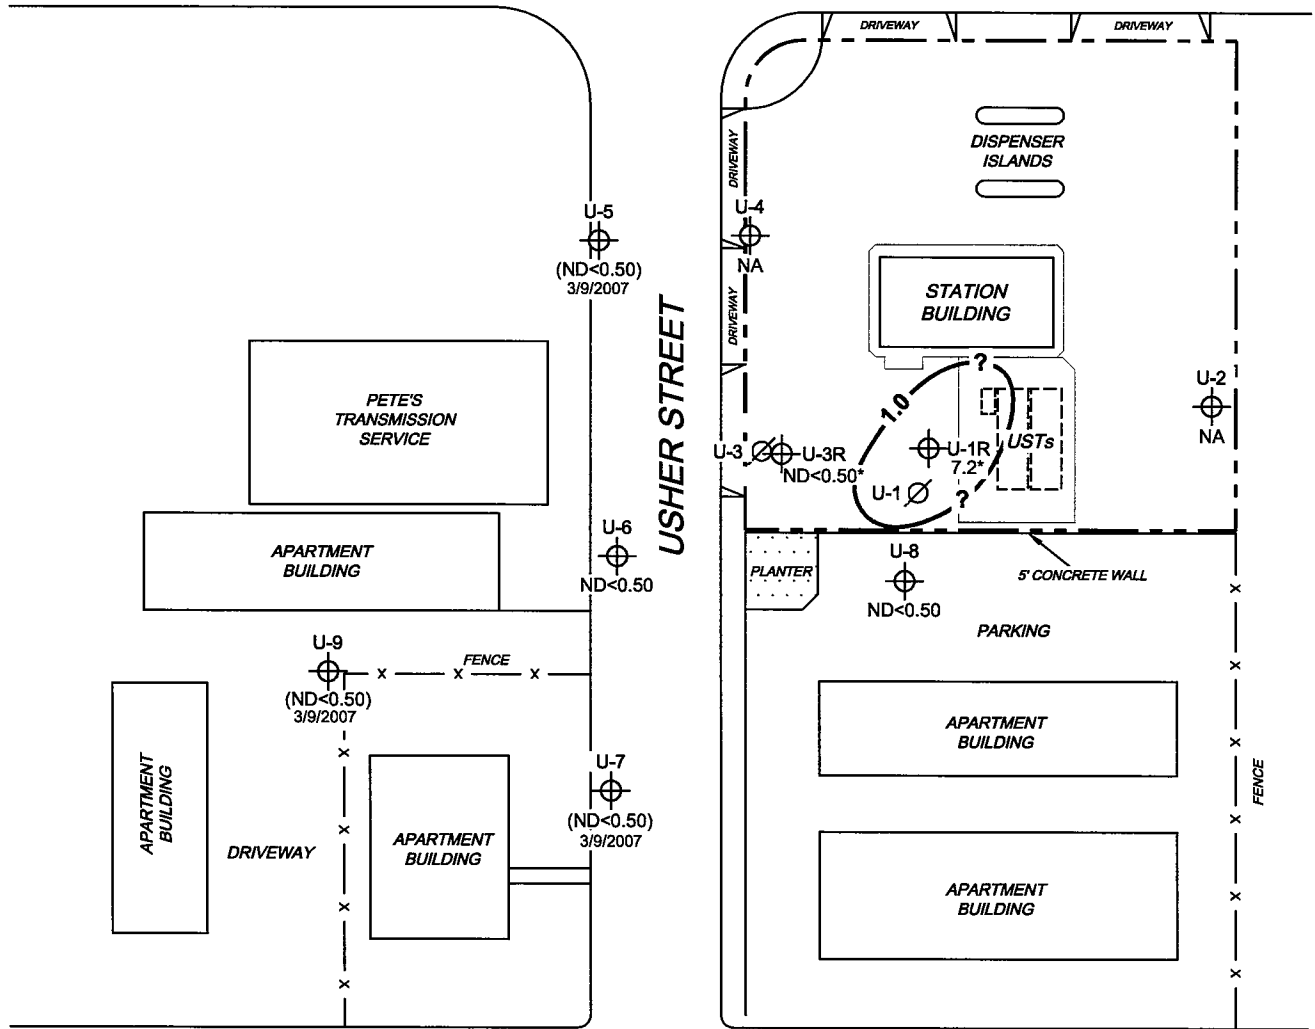 DRIVEWAY
DRIVEWAY
DISPENSER
ISLANDS
DRIVEWAY
U-5
(ND<0.50)
3/9/2007
U-4
NA
STATION
BUILDING
DRIVEWAY
USHER STREET
PETE'S
TRANSMISSION
SERVICE
?
1.0
U-2
NA
U-3
U-3R
ND<0.50*
U-1R
7.2*
USTs
U-1
?
APARTMENT
BUILDING
U-6
ND<0.50
PLANTER
U-8
ND<0.50
5' CONCRETE WALL
X
PARKING
U-9
(ND<0.50)
3/9/2007
X
X
FENCE
X
X
APARTMENT
BUILDING
X
X
X
X
X
APARTMENT
BUILDING
DRIVEWAY
APARTMENT
BUILDING
U-7
(ND<0.50)
3/9/2007
X
FENCE
X
X
X
APARTMENT
BUILDING